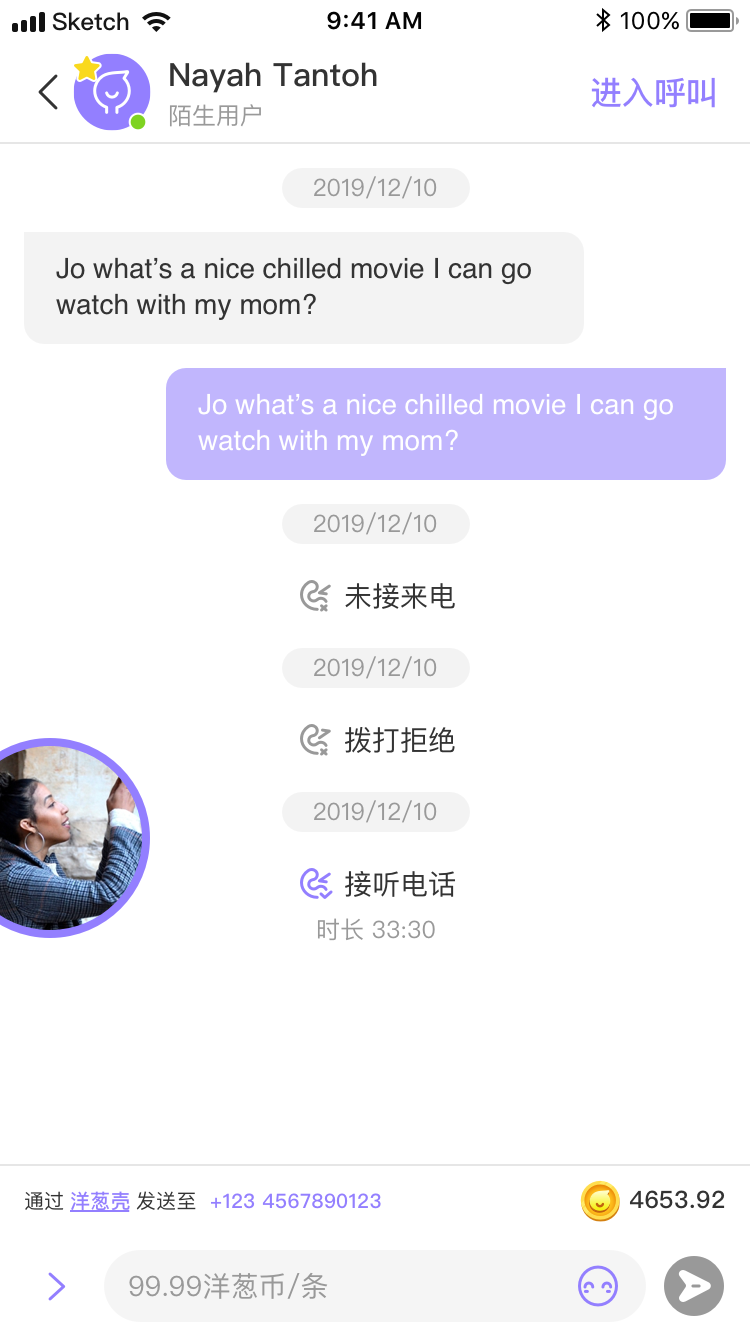 Sketch 9:41 AM 100%
Nayah Tantoh
陌生用户
进入呼叫
2019/12/10
Jo what’s a nice chilled movie I can go
watch with my mom?
Jo what’s a nice chilled movie I can go
watch with my mom?
2019/12/10
未接来电
2019/12/10
拨打拒绝
2019/12/10
接听电话
时长 33:30
通过 洋葱壳 发送至 +123 4567890123
4653.92
99.99洋葱币/条